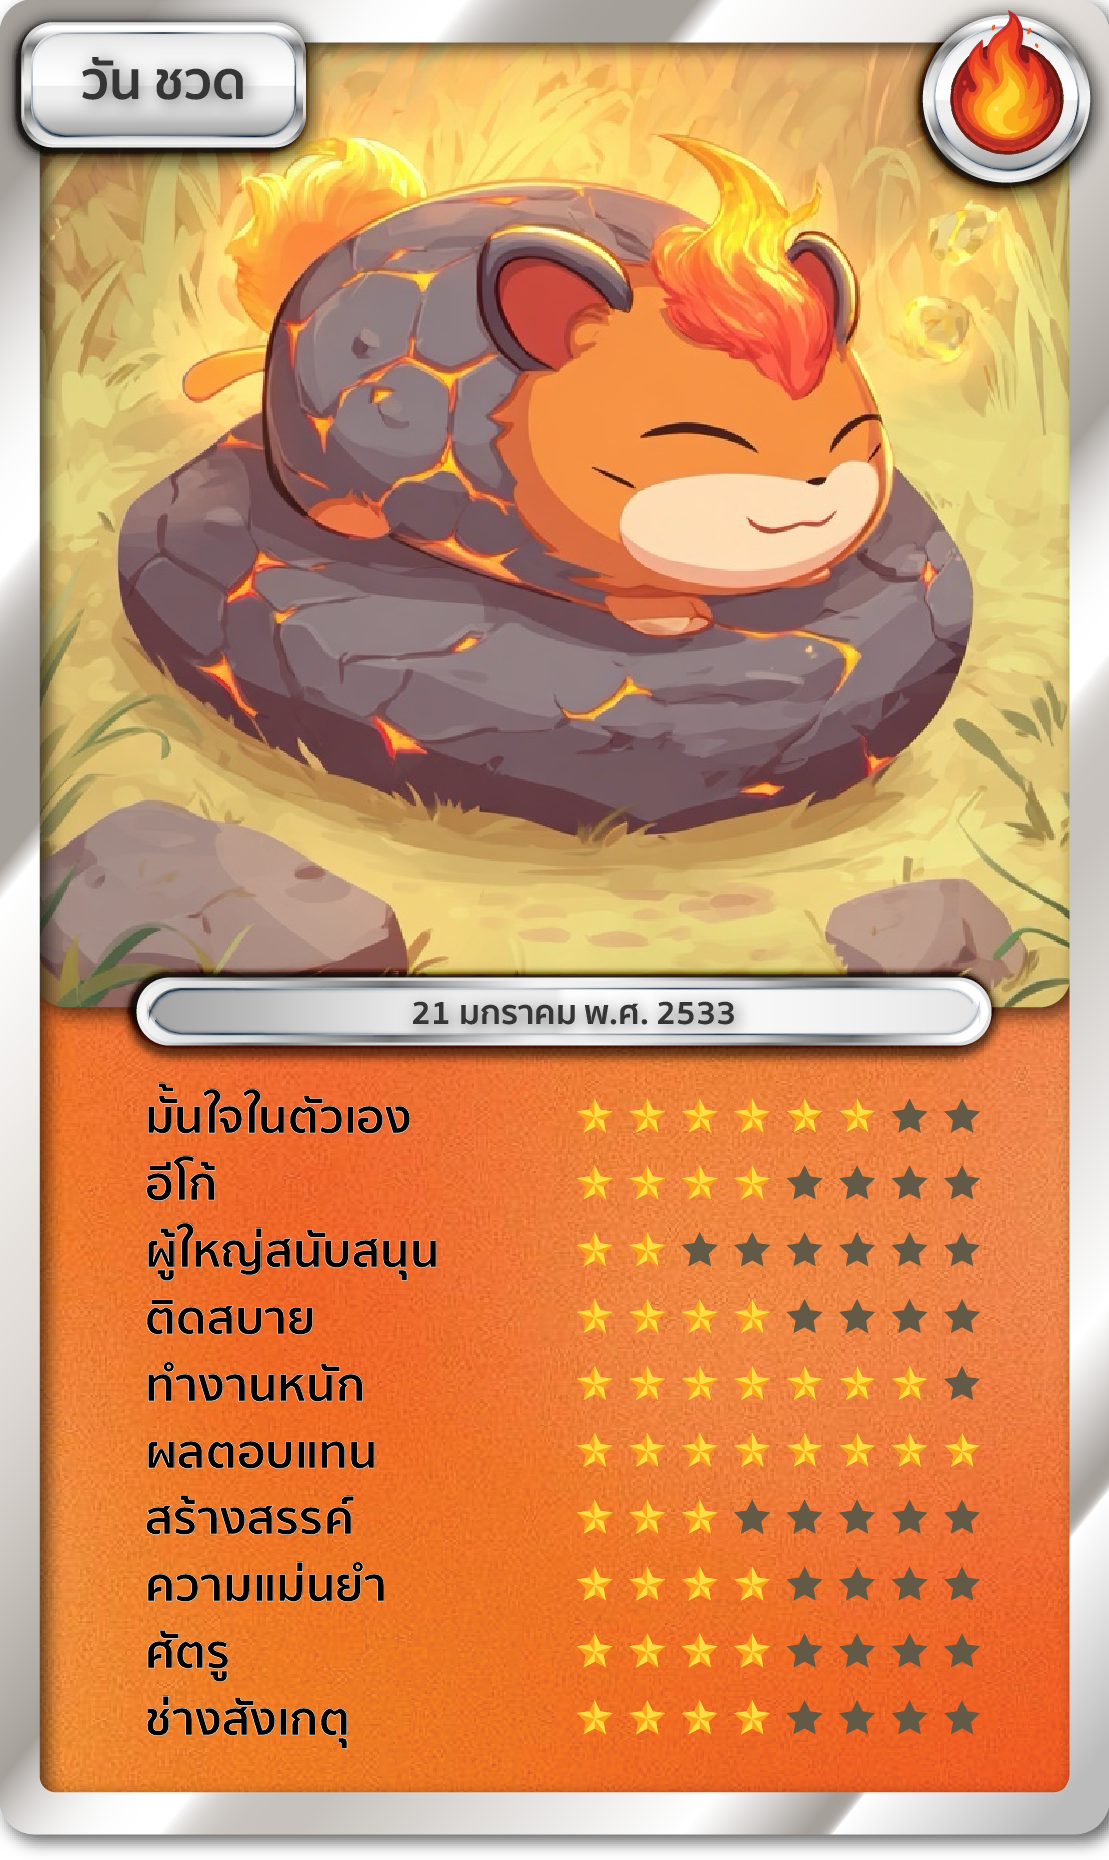 วัน ชวด
21 มกราคม พ.ศ. 2533
มั้นใจในตัวเอง
อีโก้
ผู้ใหญ่สนับสนุน
ติดสบาย
ทำงานหนัก
ผลตอบแทน
สร้างสรรค์
ความแม่นยำ
ศัตรู
ช่างสังเกตุ